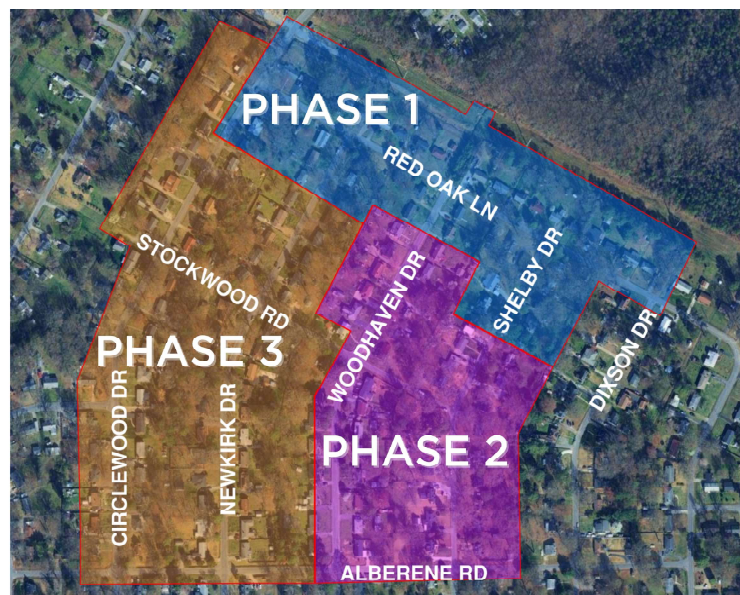 PHASE 1
RED OAK LN
SHELBY DR
STOCKWOOD RD
WOODHAVEN DR
DIXSON DR
PHASE 3
CIRCLEWOOD DR
NEWKIRK DR
PHASE 2
ALBERENE RD